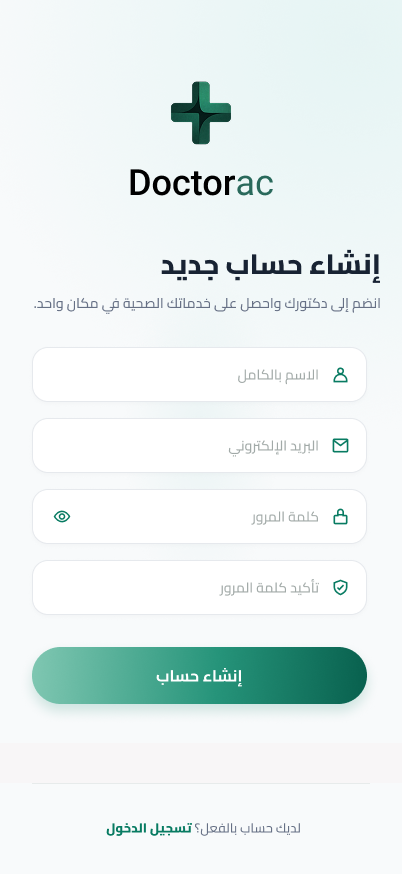 Doctorac
إنشاء حساب جديد
انضم إلى دكتورك واحصل على خدماتك الصحية في مكان واحد.
الاسم بالكامل
البريد الإلكتروني
كلمة المرور
تأكيد كلمة المرور
إنشاء حساب
لديك حساب بالفعل؟ تسجيل الدخول